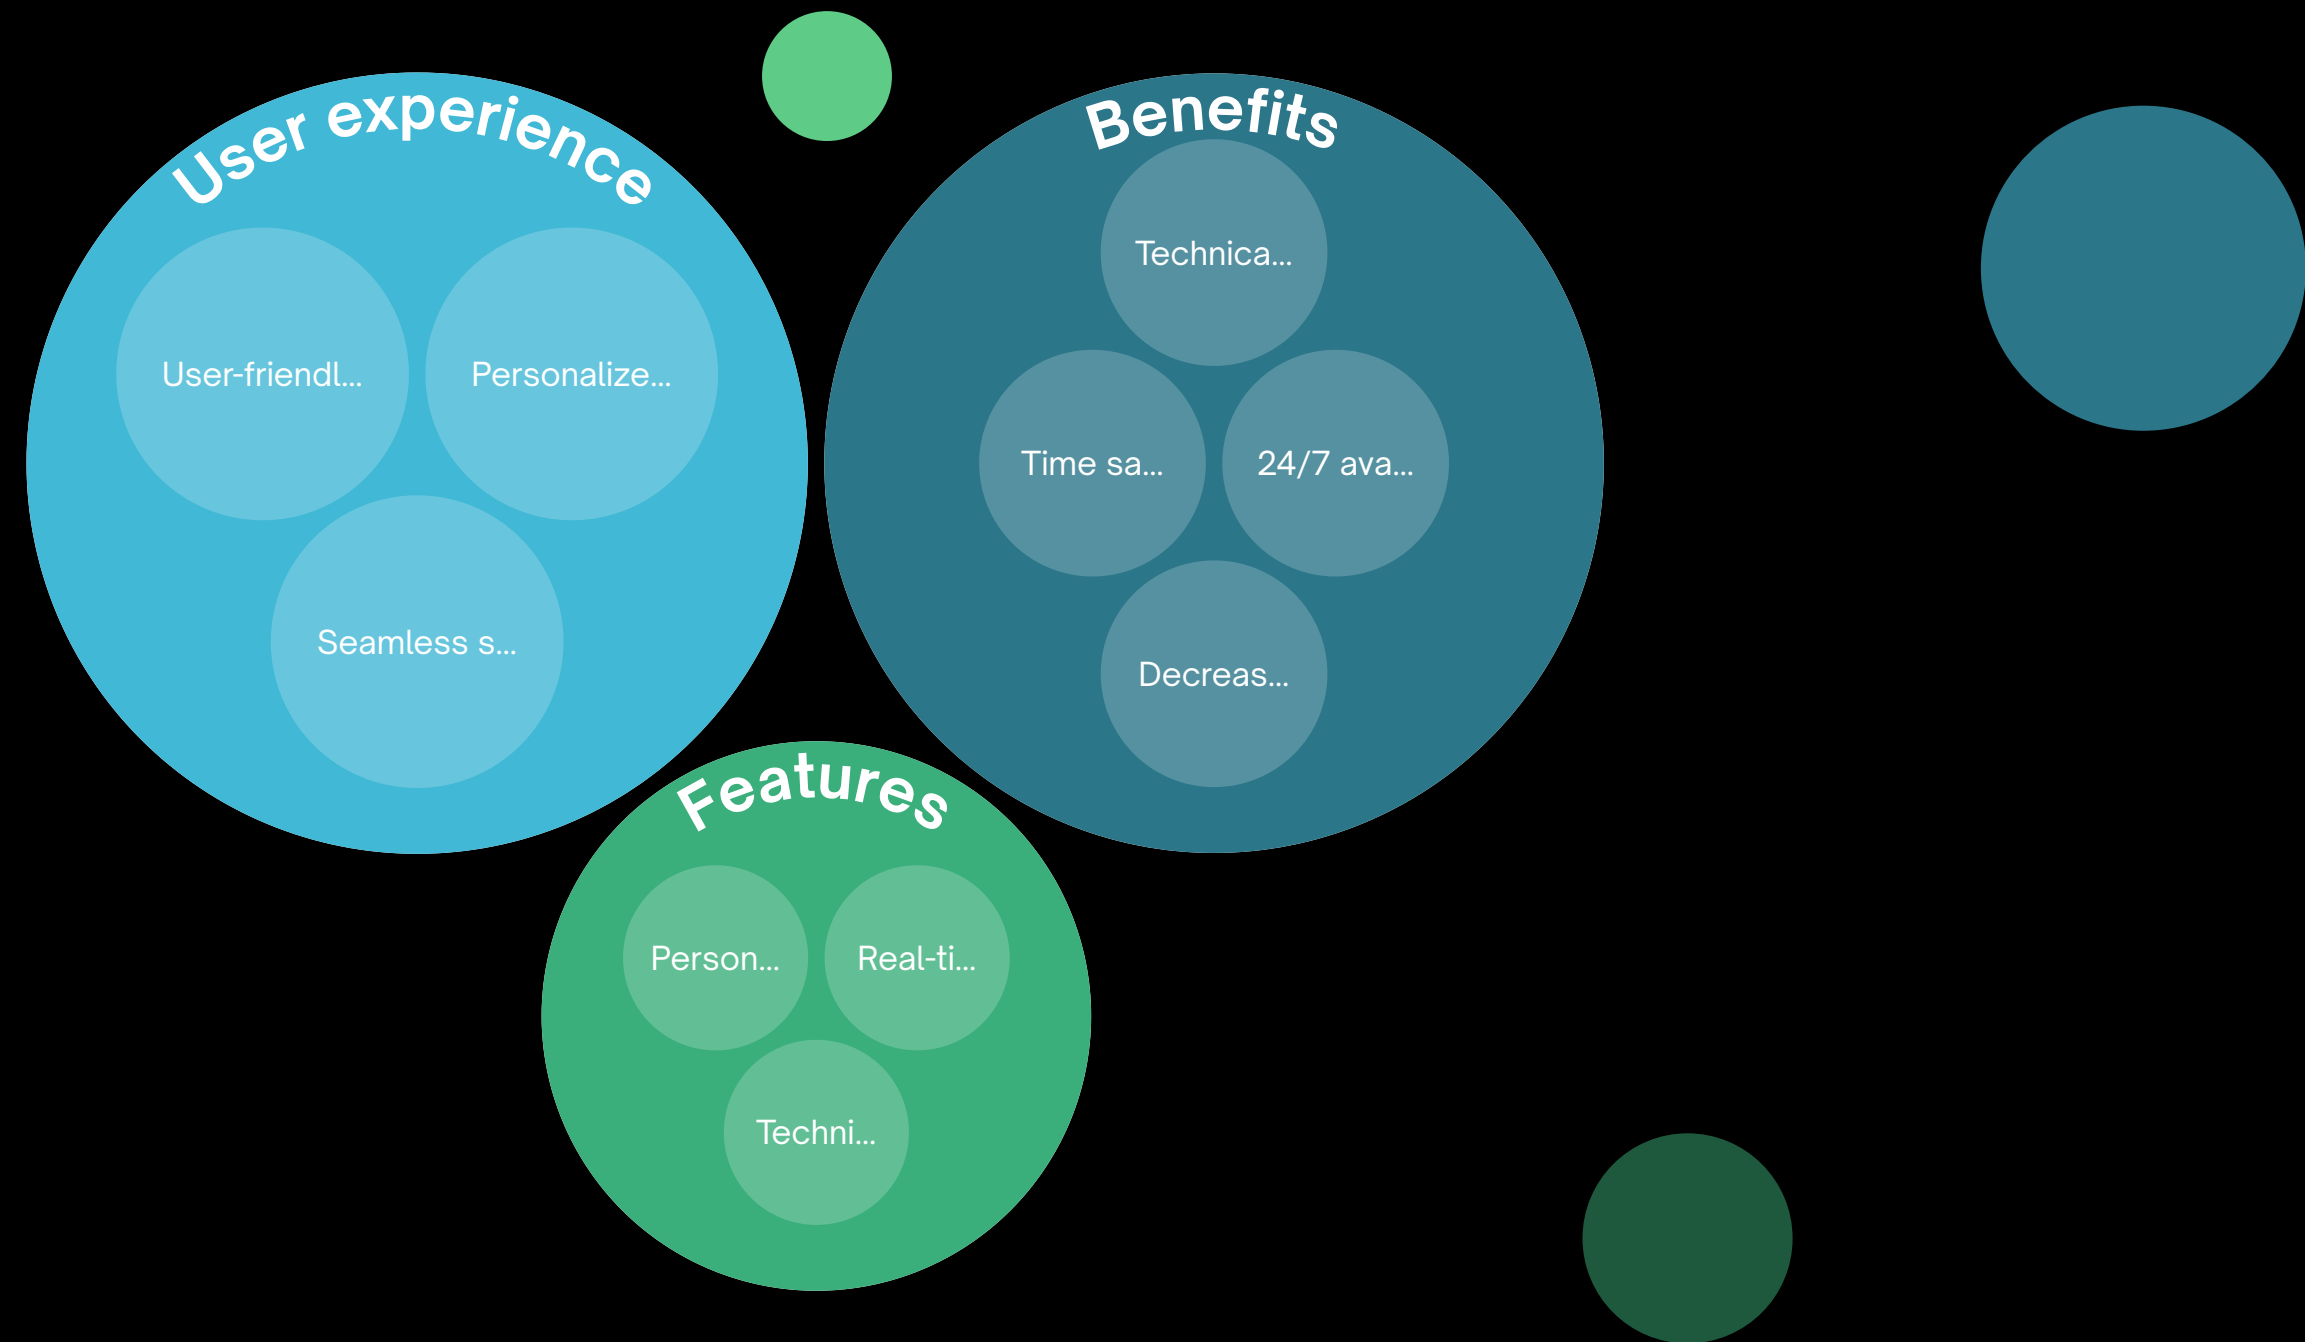 User experience
User-friendl...
Personalize...
Seamless s...
Benefits
Technica...
Time sa...
24/7 ava...
Decreas...
Features
Person...
Real-ti...
Techni...